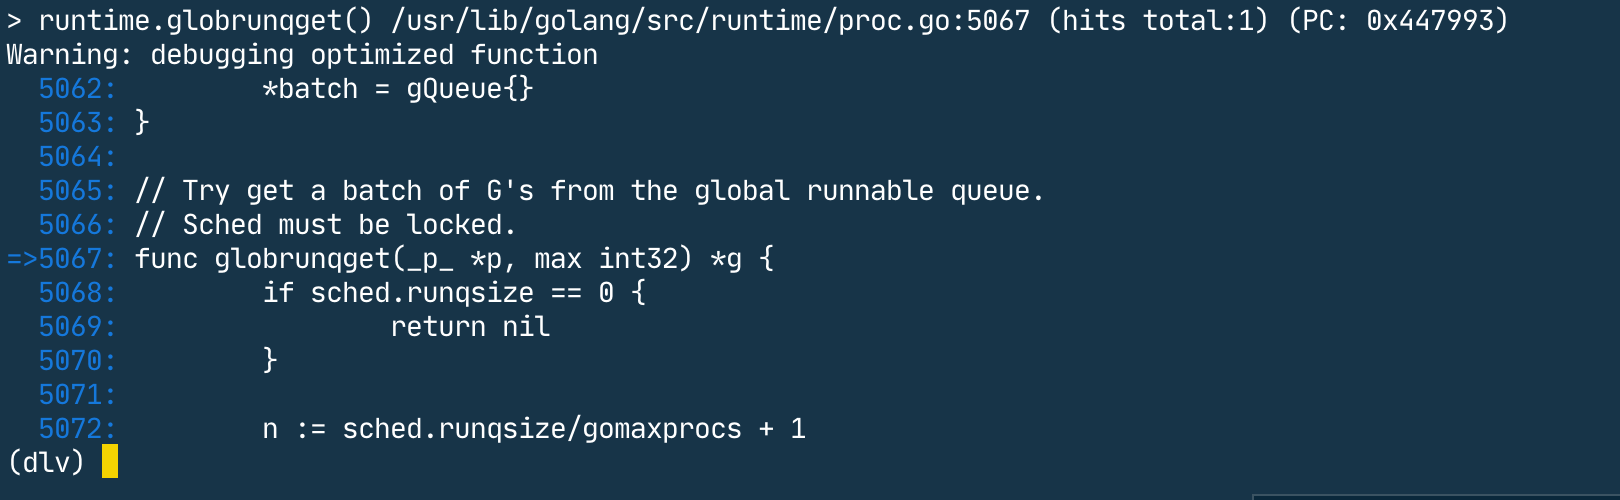 > runtime.globrunqget() /usr/lib/golang/src/runtime/proc.go:5067 (hits total:1) (PC: 0x447993)
Warning: debugging optimized function
  5062:         *batch = gQueue{}
  5063: }
  5064:
  5065: // Try get a batch of G's from the global runnable queue.
  5066: // Sched must be locked.
=>5067: func globrunqget(_p_ *p, max int32) *g {
  5068:         if sched.runqsize == 0 {
  5069:                 return nil
  5070:         }
  5071:
  5072:         n := sched.runqsize/gomaxprocs + 1
(dlv)